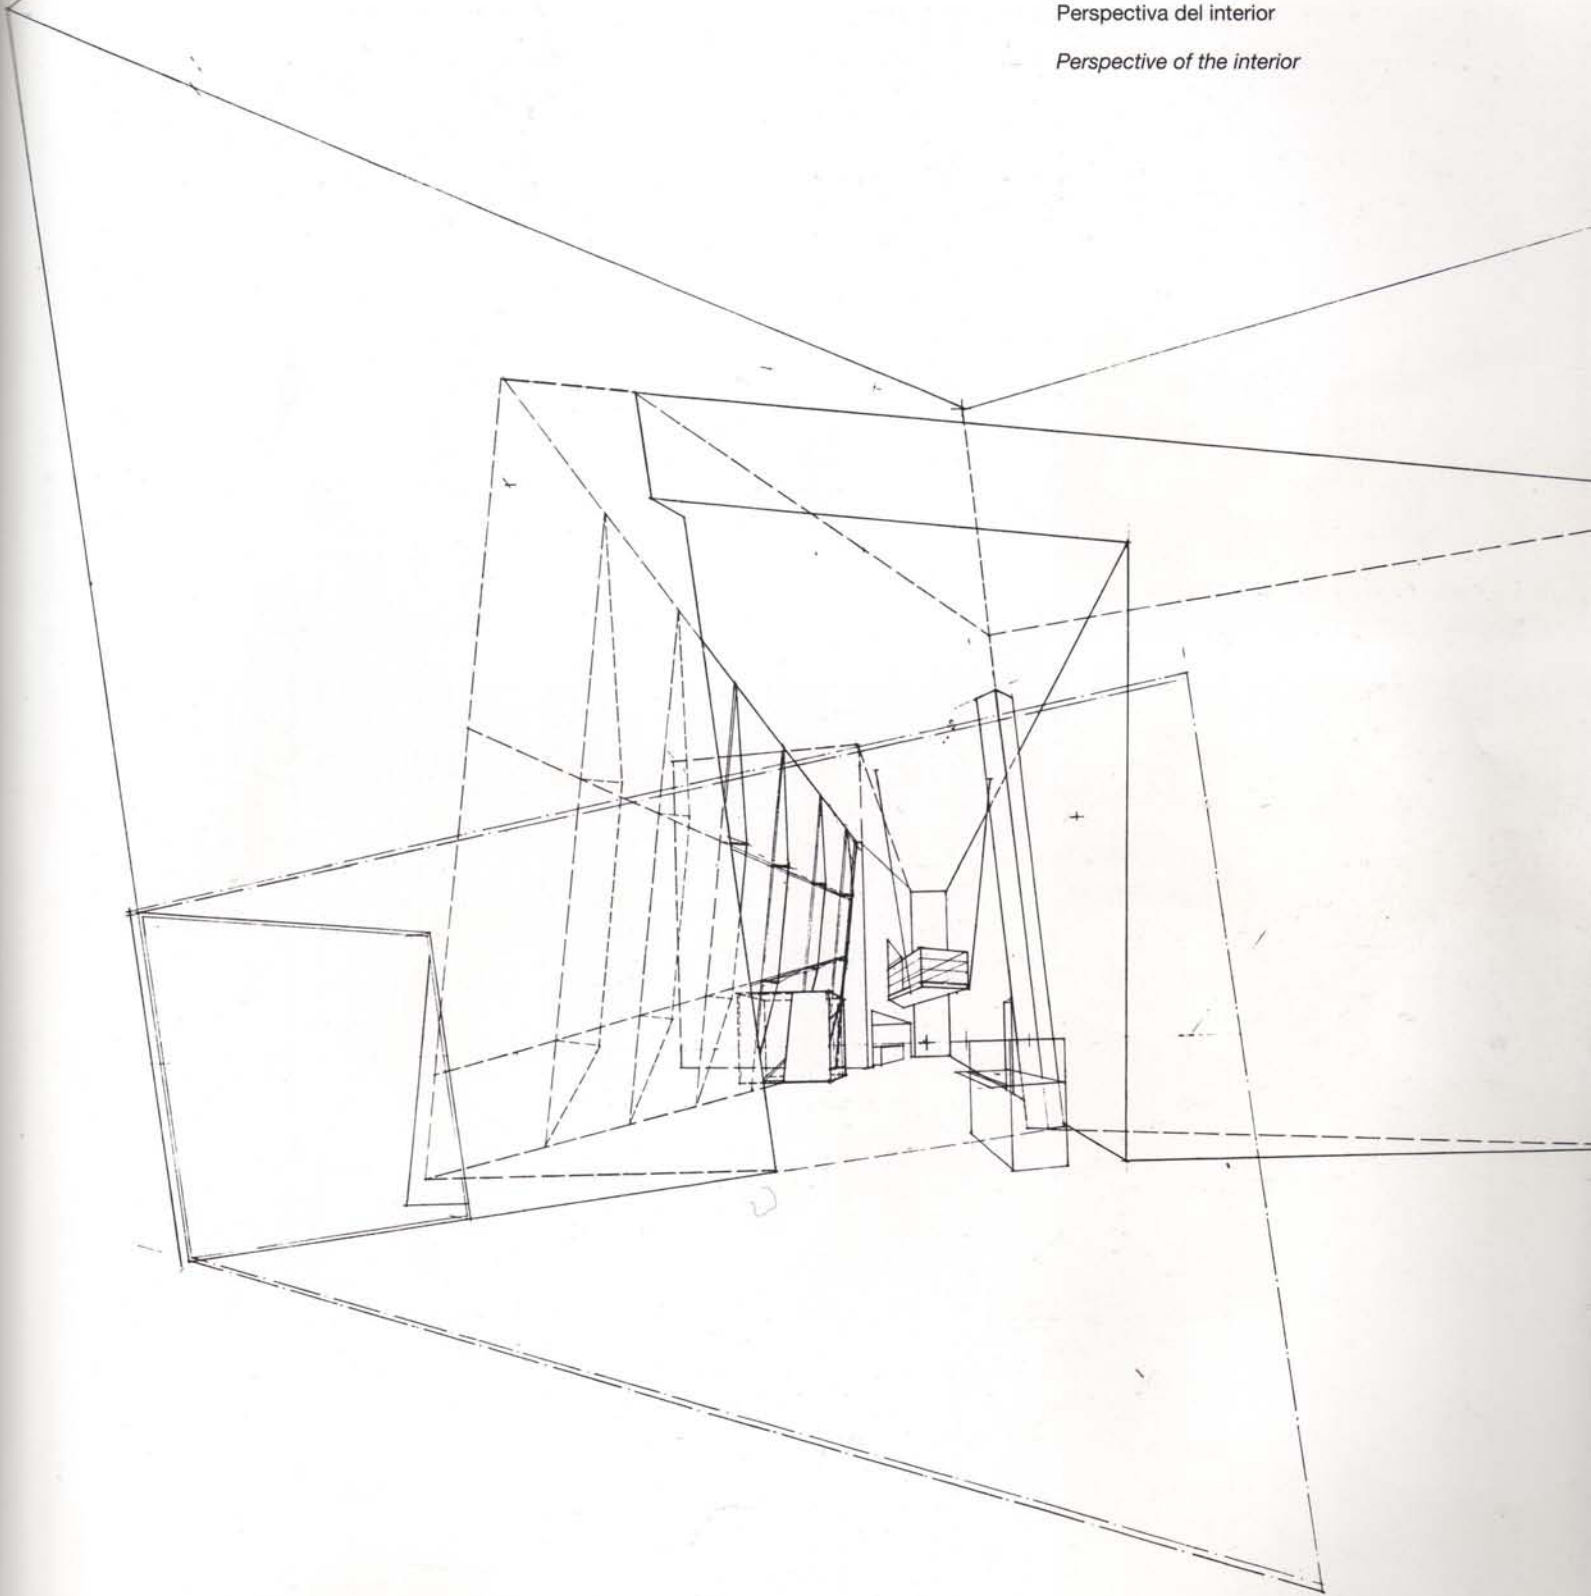 Perspectiva del interior
Perspective of the interior